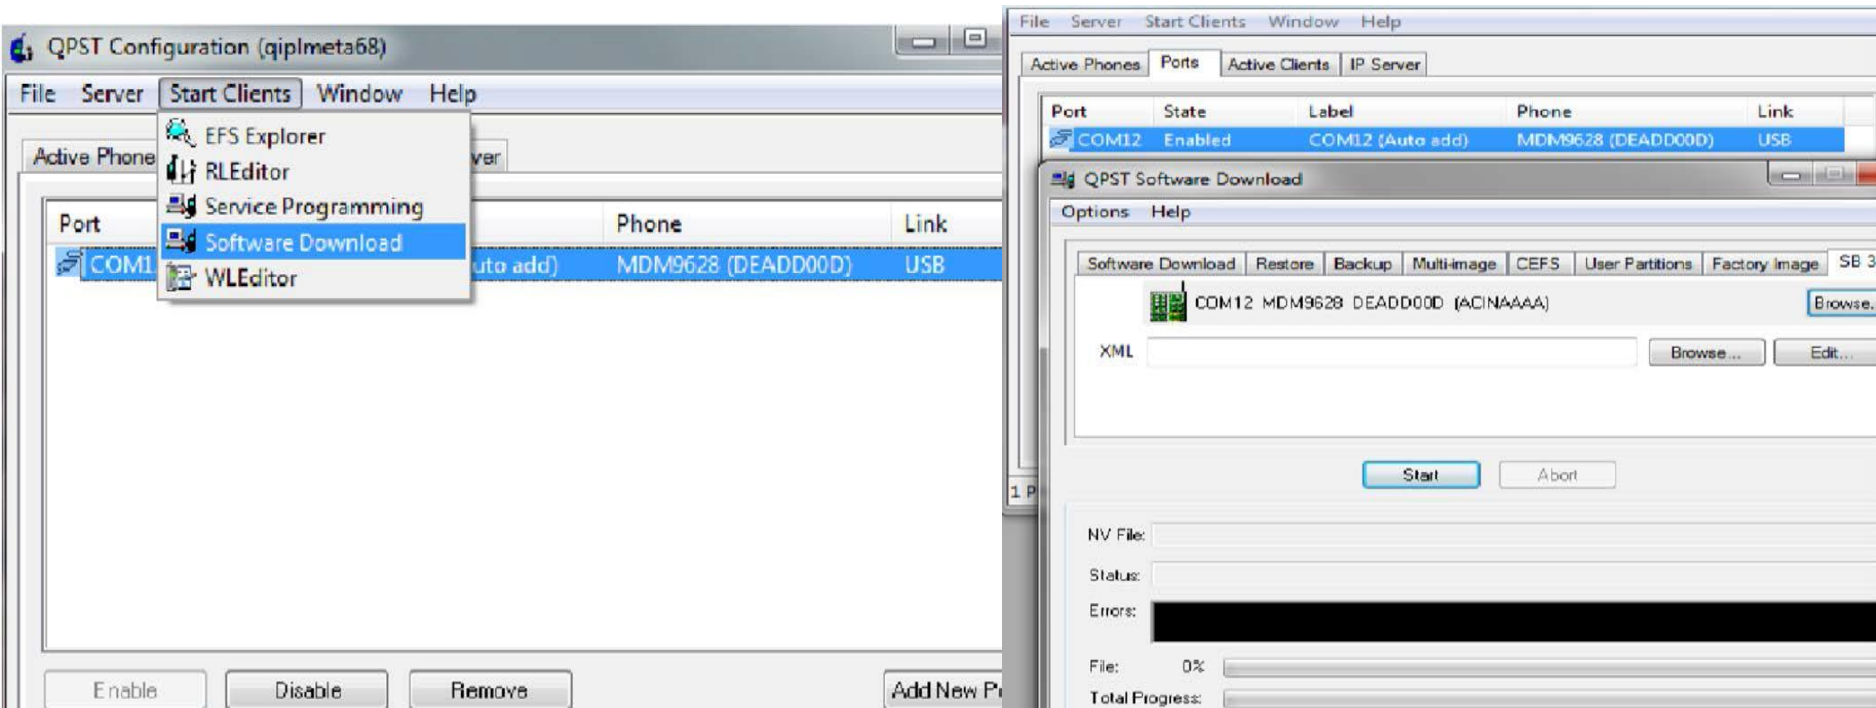 QPST Configuration (qiplmeta68)
File Server Start Clients Window Help
EFS Explorer
RLEditor
Service Programming
Software Download
WLEditor
Active Phone ver
Port Phone Link
COM1 uto add) MDM9628 (DEADD00D) USB
Enable Disable Remove Add New P
File Server Start Clients Window Help
Active Phones Ports Active Clients IP Server
Port State Label Phone Link
COM12 Enabled COM12 (Auto add) MDM9628 (DEADD00D) USB
QPST Software Download
Options Help
Software Download Restore Backup Multi-image CEFS User Partitions Factory Image SB 3
COM12 MDM9628 DEADD00D (ACINAAAA) Browse..
XML Browse... Edit...
Start Abort
1 P
NV File:
Status:
Errors:
File: 0%
Total Progress: